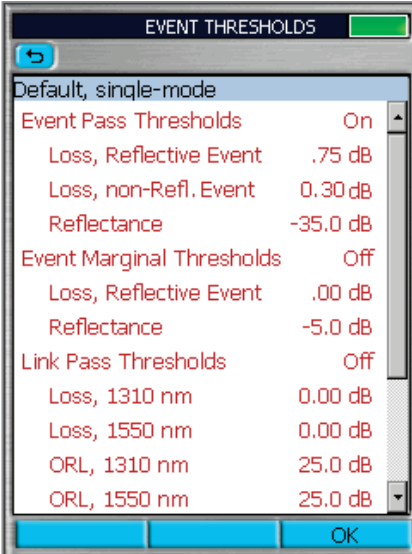 EVENT THRESHOLDS
Default, single-mode
Event Pass Thresholds On
Loss, Reflective Event .75 dB
Loss, non-Refl. Event 0.30 dB
Reflectance -35.0 dB
Event Marginal Thresholds Off
Loss, Reflective Event .00 dB
Reflectance -5.0 dB
Link Pass Thresholds Off
Loss, 1310 nm 0.00 dB
Loss, 1550 nm 0.00 dB
ORL, 1310 nm 25.0 dB
ORL, 1550 nm 25.0 dB
OK